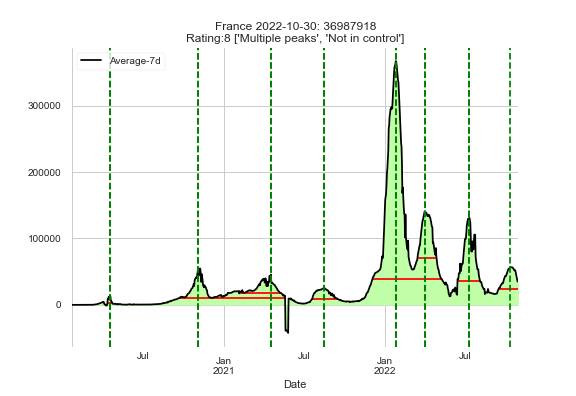 France 2022-10-30: 36987918
Rating:8 ['Multiple peaks', 'Not in control']
Average-7d
300000
200000
100000
0
Jul
Jan
2021
Jul
Jan
2022
Jul
Date